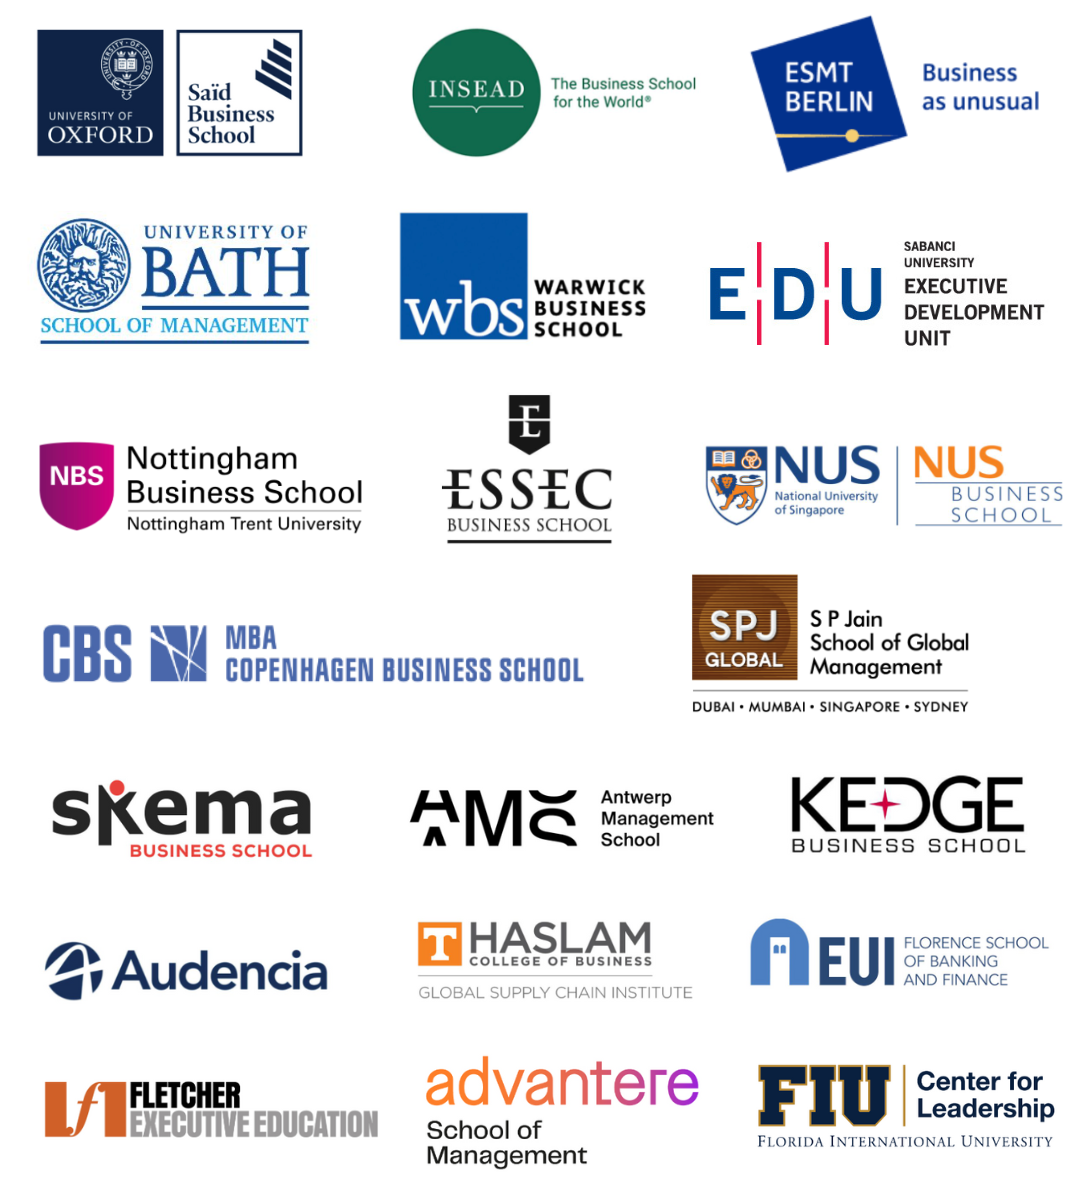 UNIVERSITY OF OXFORD
UNIVERSITY OF
OXFORD
Saïd
Business
School
INSEAD
The Business School
for the World®
ESMT
BERLIN
Business
as unusual
UNIVERSITY OF
BATH
SCHOOL OF MANAGEMENT
wbs
WARWICK
BUSINESS
SCHOOL
EDU
SABANCI
UNIVERSITY
EXECUTIVE
DEVELOPMENT
UNIT
NBS
Nottingham
Business School
Nottingham Trent University
E
ESSEC
BUSINESS SCHOOL
NUS
National University
of Singapore
NUS
BUSINESS
SCHOOL
CBS
MBA
COPENHAGEN BUSINESS SCHOOL
SPJ
GLOBAL
S P Jain
School of Global
Management
DUBAI • MUMBAI • SINGAPORE • SYDNEY
skema
BUSINESS SCHOOL
AMS
Antwerp
Management
School
KEDGE
BUSINESS SCHOOL
Audencia
T HASLAM
COLLEGE OF BUSINESS
GLOBAL SUPPLY CHAIN INSTITUTE
EUI
FLORENCE SCHOOL
OF BANKING
AND FINANCE
FLETCHER
EXECUTIVE EDUCATION
advantere
School of
Management
FIU
Center for
Leadership
FLORIDA INTERNATIONAL UNIVERSITY